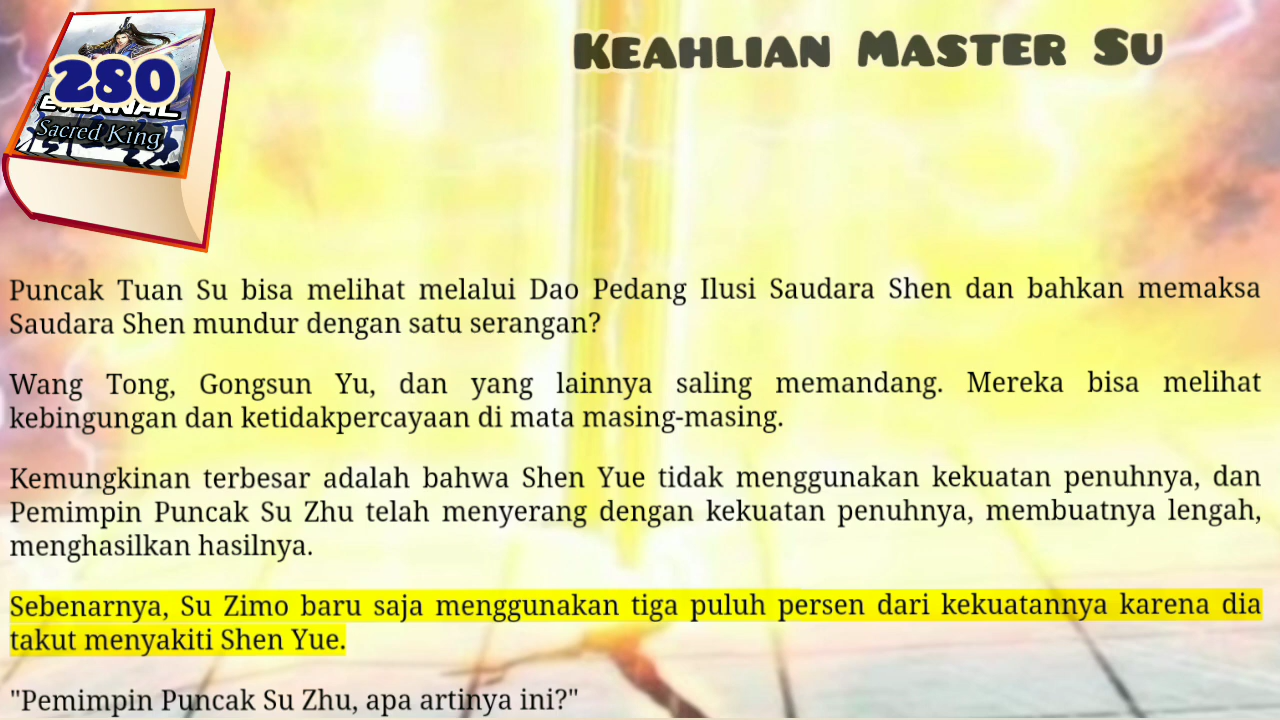 280
ETERNAL
Sacred King
Keahlian Master Su
Puncak Tuan Su bisa melihat melalui Dao Pedang Ilusi Saudara Shen dan bahkan memaksa
Saudara Shen mundur dengan satu serangan?
Wang Tong, Gongsun Yu, dan yang lainnya saling memandang. Mereka bisa melihat
kebingungan dan ketidakpercayaan di mata masing-masing.
Kemungkinan terbesar adalah bahwa Shen Yue tidak menggunakan kekuatan penuhnya, dan
Pemimpin Puncak Su Zhu telah menyerang dengan kekuatan penuhnya, membuatnya lengah,
menghasilkan hasilnya.
Sebenarnya, Su Zimo baru saja menggunakan tiga puluh persen dari kekuatannya karena dia
takut menyakiti Shen Yue.
"Pemimpin Puncak Su Zhu, apa artinya ini?"